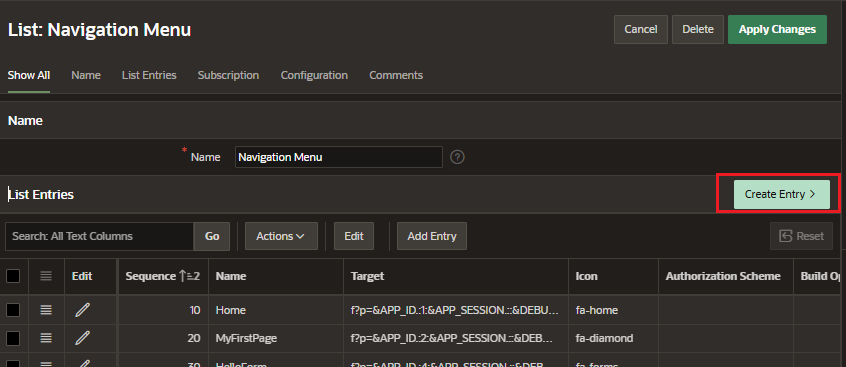 List: Navigation Menu
Cancel Delete Apply Changes
Show All Name List Entries Subscription Configuration Comments
Name
* Name Navigation Menu ?
List Entries Create Entry >
Search: All Text Columns Go Actions Edit Add Entry Reset
Edit Sequence 2 Name Target Icon Authorization Scheme Build Op
10 Home f?p=&APP_ID.:1:&APP_SESSION.::&DEBU... fa-home
20 MyFirstPage f?p=&APP_ID.:2:&APP_SESSION.::&DEB... fa-diamond
30 HelloForm f?p=&APP_ID.:4:&APP_SESSION.::&DEB... fa-forms